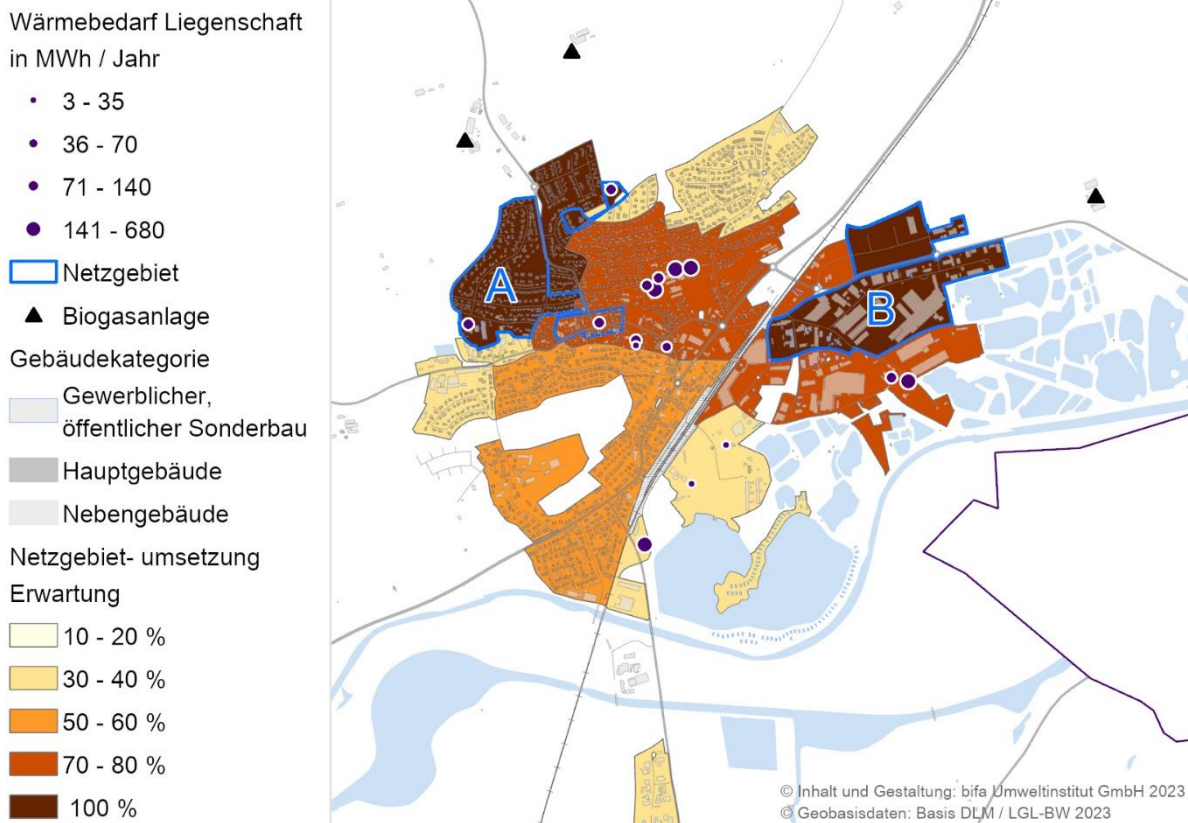 Wärmebedarf Liegenschaft
in MWh / Jahr
3 - 35
36 - 70
71 - 140
141 - 680
Netzgebiet
Biogasanlage
Gebäudekategorie
Gewerblicher,
öffentlicher Sonderbau
Hauptgebäude
Nebengebäude
Netzgebiet- umsetzung
Erwartung
10 - 20 %
30 - 40 %
50 - 60 %
70 - 80 %
100 %
A
B
© Inhalt und Gestaltung: bifa Umweltinstitut GmbH 2023
© Geobasisdaten: Basis DLM / LGL-BW 2023